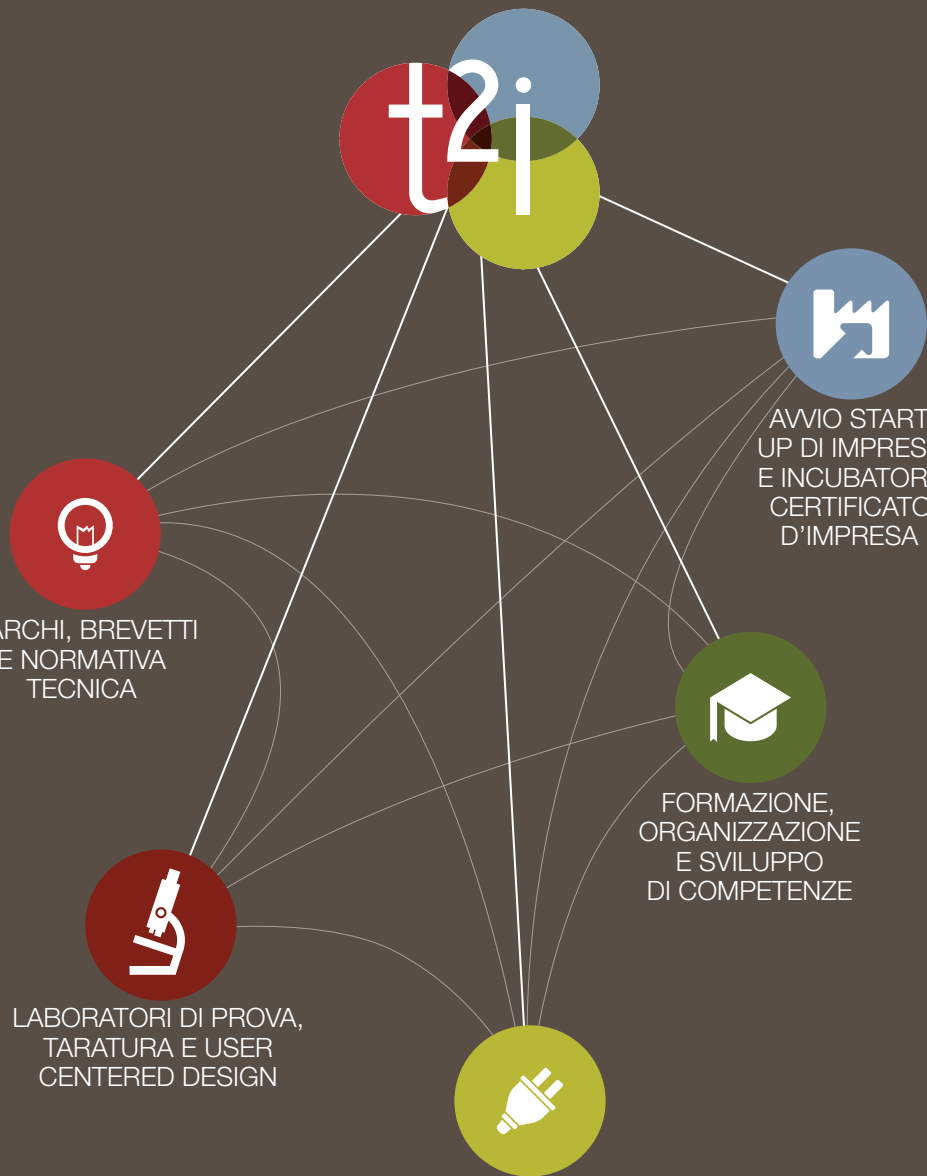 t2i
AVVIO START
UP DI IMPRES
E INCUBATOR
CERTIFICATO
D'IMPRESA
ARCHI, BREVETTI
E NORMATIVA
TECNICA
FORMAZIONE,
ORGANIZZAZIONE
E SVILUPPO
DI COMPETENZE
LABORATORI DI PROVA,
TARATURA E USER
CENTERED DESIGN